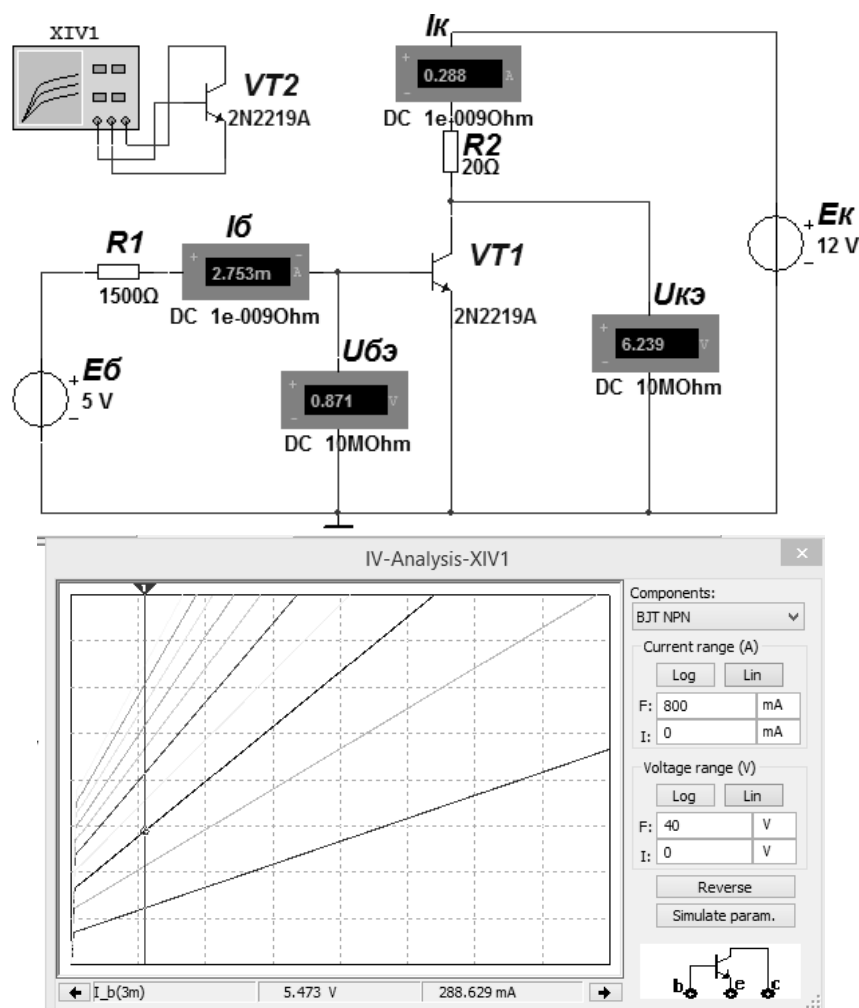 XIV1
VT2
2N2219A
Iк
+ 0.288 A
-
DC 1e-009Ohm
R2
20Ω
R1
1500Ω
Iб
+ 2.753m A -
DC 1e-009Ohm
VT1
2N2219A
Eк
+
12 V
-
Uкэ
+ 6.239 V
-
DC 10MOhm
Uбэ
+ 0.871 V
-
DC 10MOhm
Eб
+
5 V
-
IV-Analysis-XIV1
×
1
Components:
BJT NPN
Current range (A)
Log Lin
F: 800 mA
I: 0 mA
Voltage range (V)
Log Lin
F: 40 V
I: 0 V
Reverse
Simulate param.
b e c
I_b(3m) 5.473 V 288.629 mA